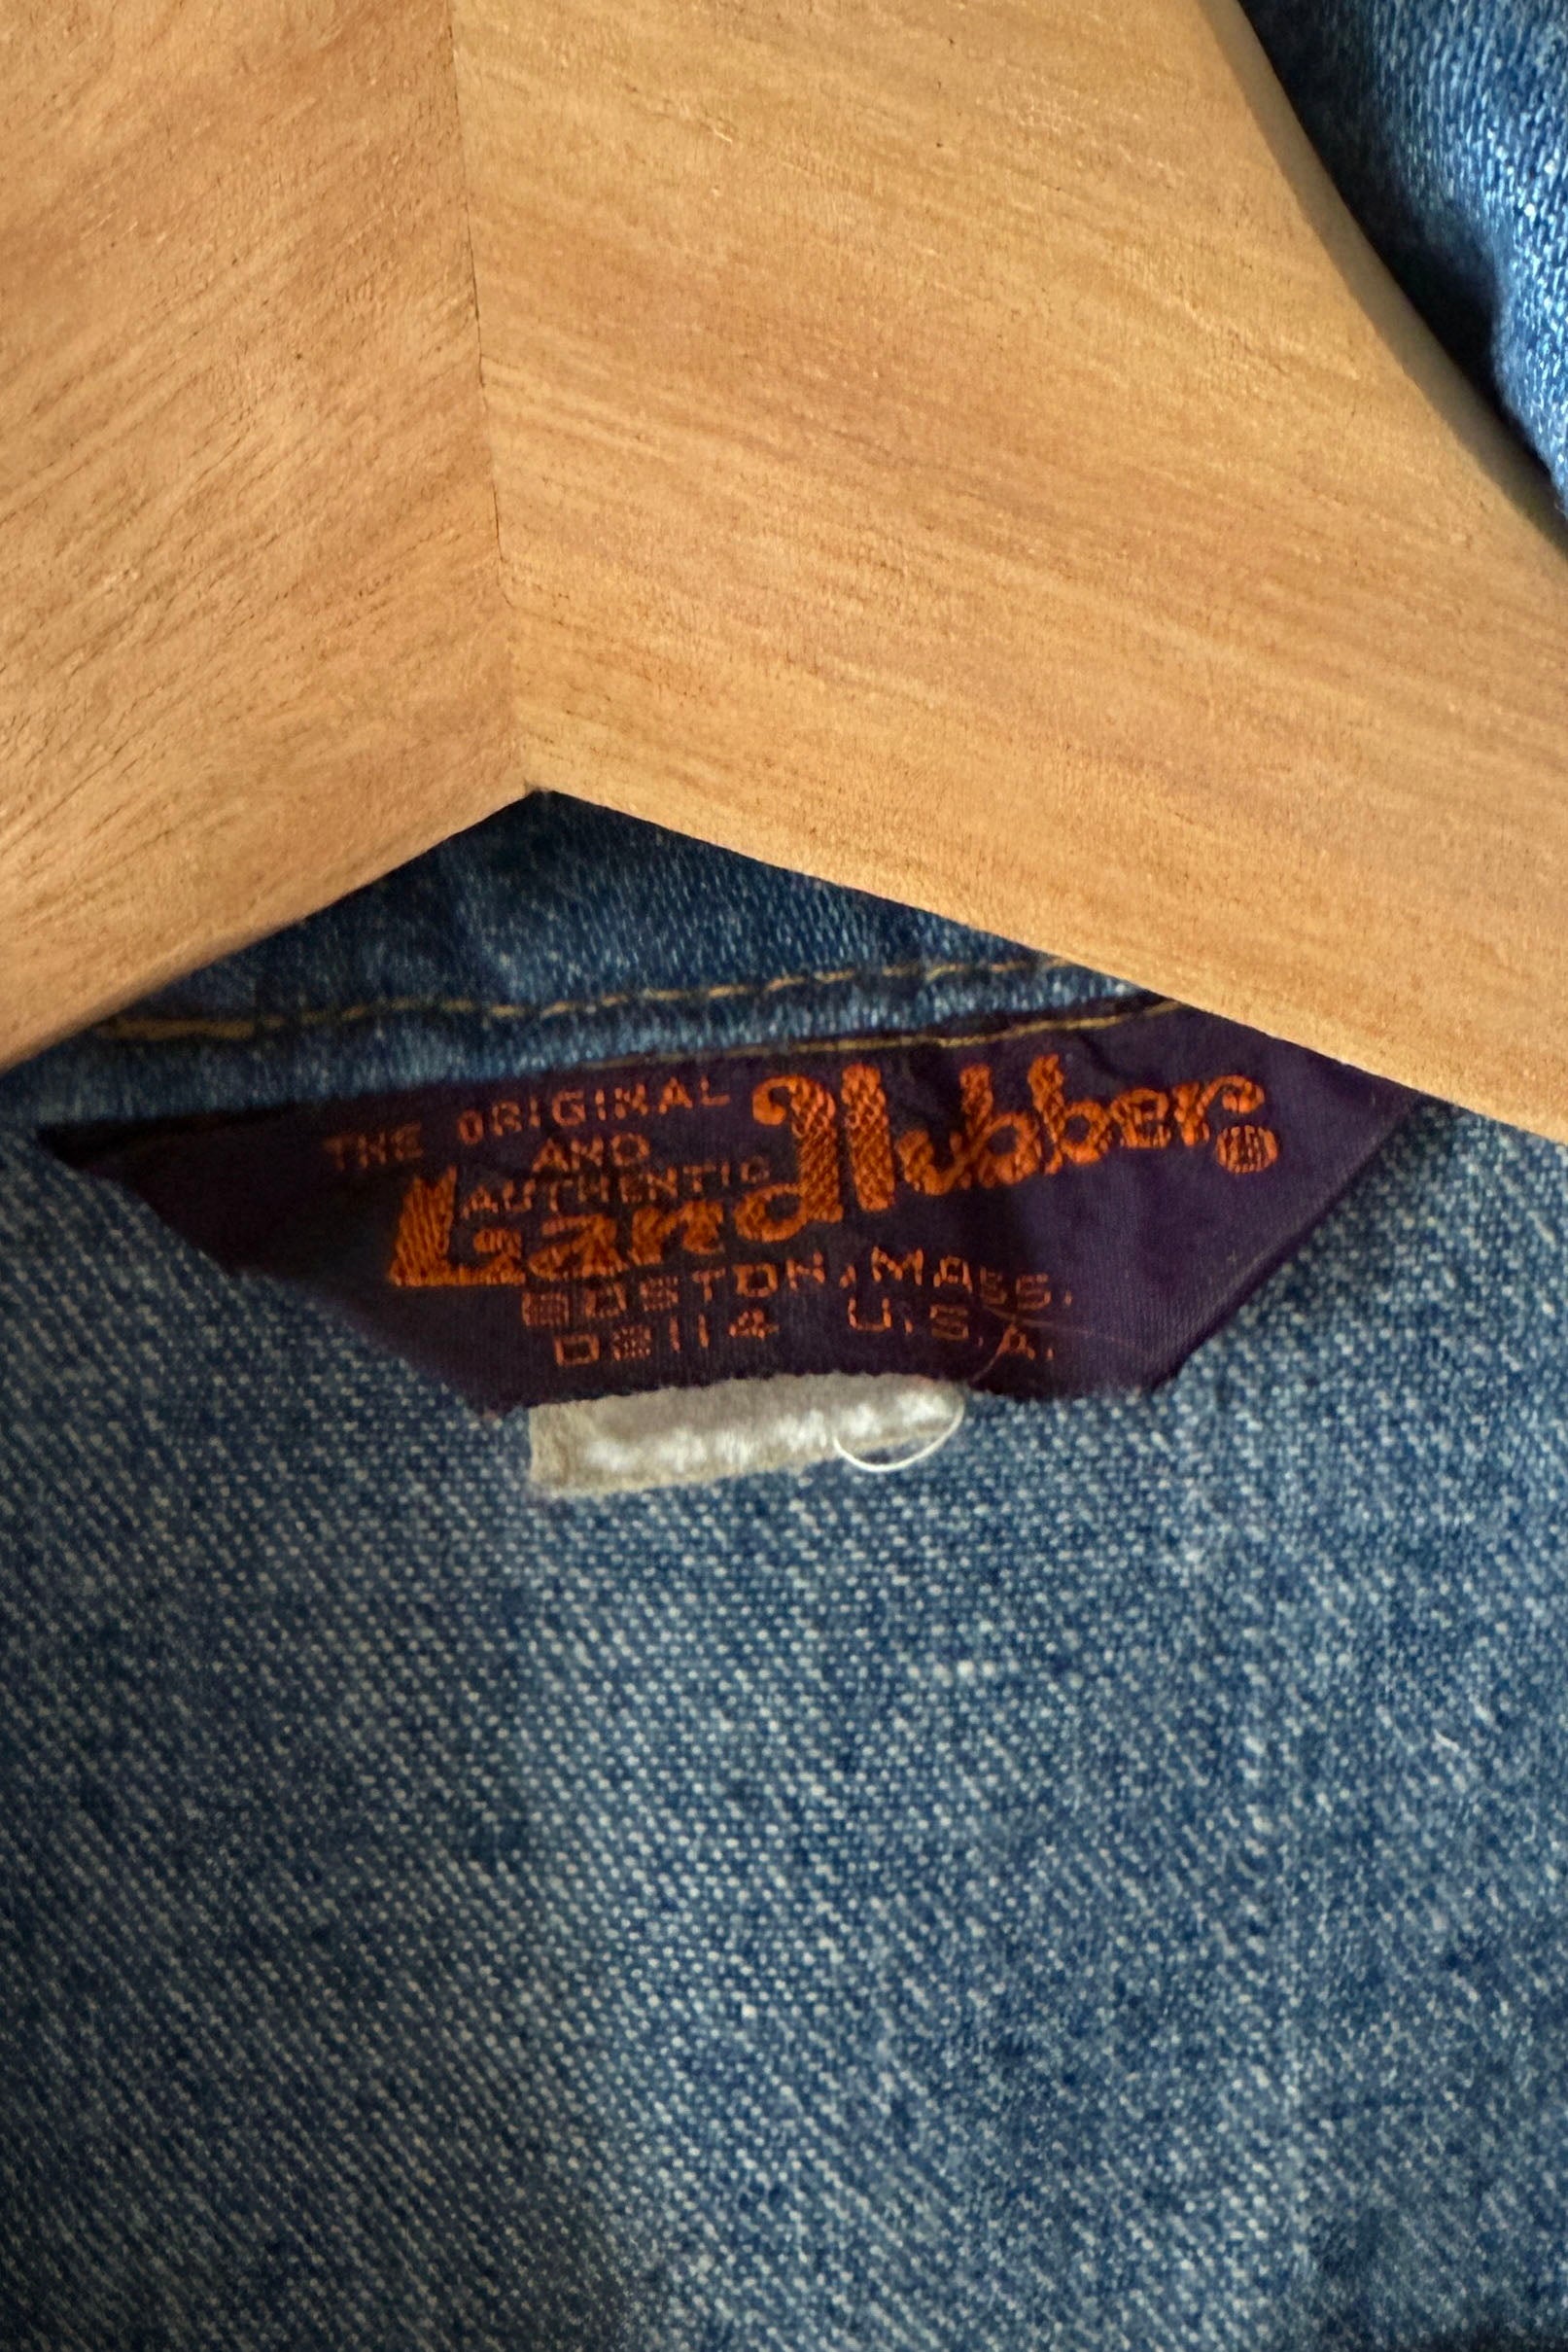 THE ORIGINAL
AND
AUTHENTIC
Landlubber®
BOSTON, MASS.
02114 U.S.A.